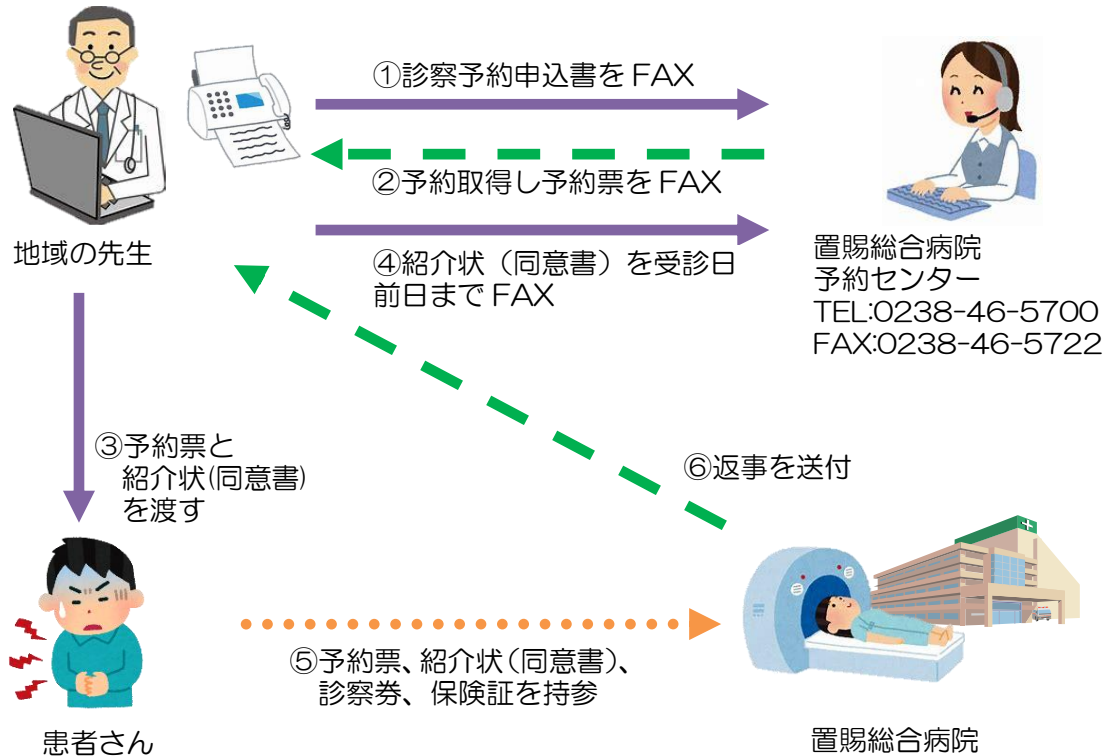 ①診察予約申込書をFAX
②予約取得し予約票をFAX
地域の先生
④紹介状（同意書）を受診日
前日までFAX
置賜総合病院
予約センター
TEL:0238-46-5700
FAX:0238-46-5722
③予約票と
紹介状(同意書)
を渡す
⑥返事を送付
⑤予約票、紹介状（同意書）、
診察券、保険証を持参
患者さん
置賜総合病院